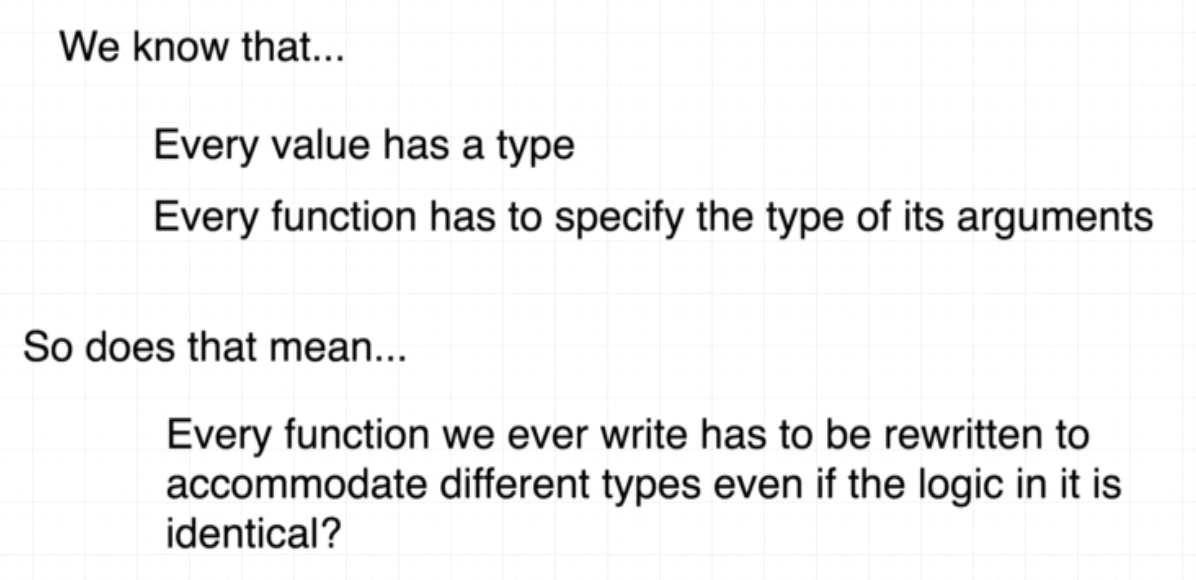 We know that...
Every value has a type
Every function has to specify the type of its arguments
So does that mean...
Every function we ever write has to be rewritten to
accommodate different types even if the logic in it is
identical?